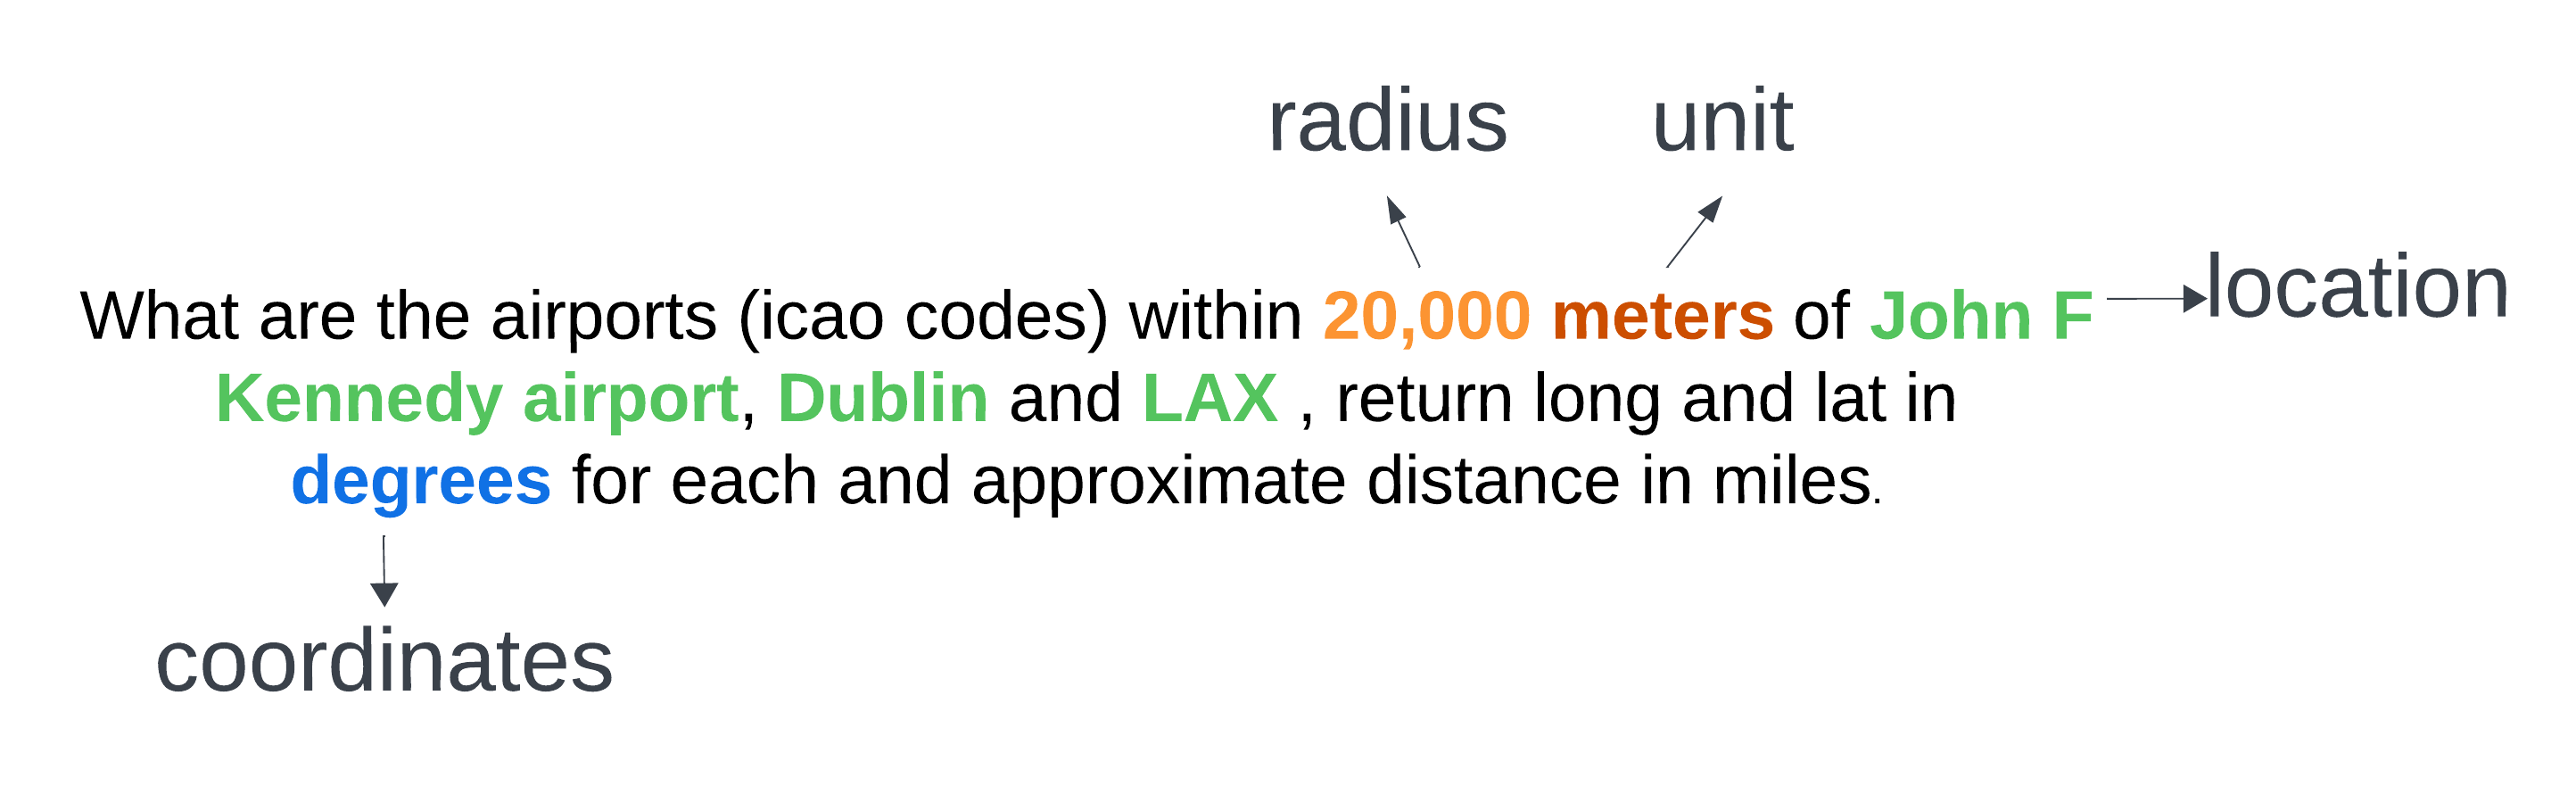 radius unit
location
What are the airports (icao codes) within 20,000 meters of John F
Kennedy airport, Dublin and LAX , return long and lat in
degrees for each and approximate distance in miles.
coordinates